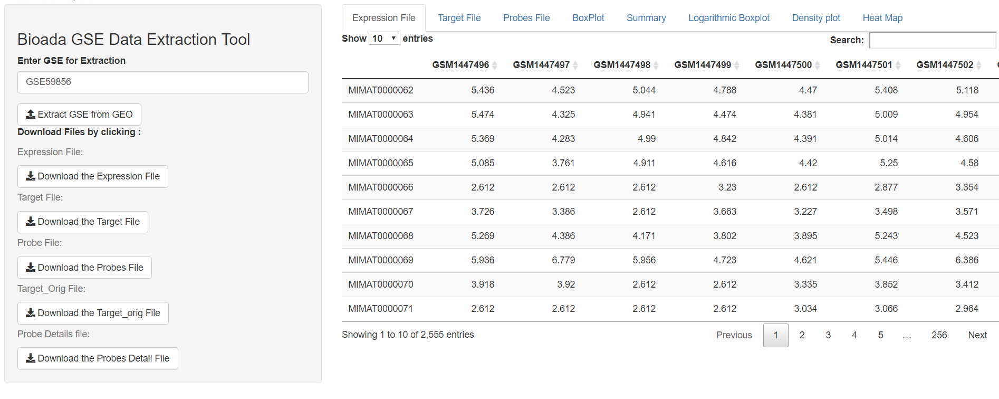 Bioada GSE Data Extraction Tool
Enter GSE for Extraction
GSE59856
Extract GSE from GEO
Download Files by clicking :
Expression File:
Download the Expression File
Target File:
Download the Target File
Probe File:
Download the Probes File
Target_Orig File:
Download the Target_orig File
Probe Details file:
Download the Probes Detail File
Expression File Target File Probes File BoxPlot Summary Logarithmic Boxplot Density plot Heat Map
Show 10 entries Search:
GSM1447496 GSM1447497 GSM1447498 GSM1447499 GSM1447500 GSM1447501 GSM1447502
MIMAT0000062 5.436 4.523 5.044 4.788 4.47 5.408 5.118
MIMAT0000063 5.474 4.325 4.941 4.474 4.381 5.009 4.954
MIMAT0000064 5.369 4.283 4.99 4.842 4.391 5.014 4.606
MIMAT0000065 5.085 3.761 4.911 4.616 4.42 5.25 4.58
MIMAT0000066 2.612 2.612 2.612 3.23 2.612 2.877 3.354
MIMAT0000067 3.726 3.386 2.612 3.663 3.227 3.498 3.571
MIMAT0000068 5.269 4.386 4.171 3.802 3.895 5.243 4.523
MIMAT0000069 5.936 6.779 5.956 4.723 4.621 5.446 6.386
MIMAT0000070 3.918 3.92 2.612 2.612 3.335 3.852 3.412
MIMAT0000071 2.612 2.612 2.612 2.612 3.034 3.066 2.964
Showing 1 to 10 of 2,555 entries Previous 1 2 3 4 5 … 256 Next